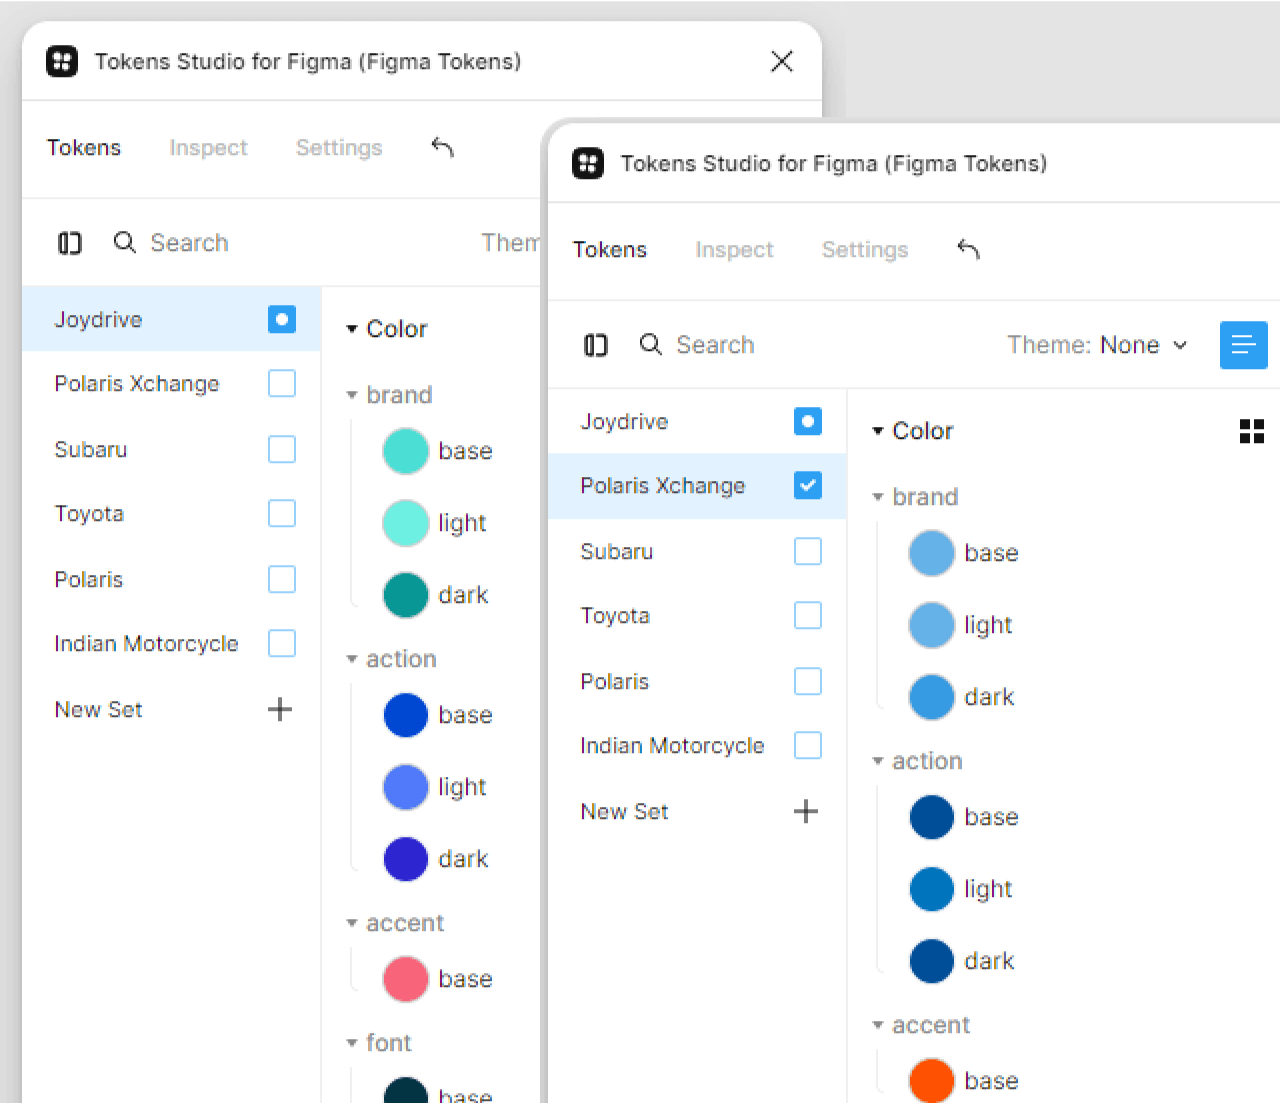 Tokens Studio for Figma (Figma Tokens)
Tokens Inspect Settings
Search Them
Joydrive
Polaris Xchange
Subaru
Toyota
Polaris
Indian Motorcycle
New Set
Color
brand
base
light
dark
action
base
light
dark
accent
base
font
base
Tokens Studio for Figma (Figma Tokens)
Tokens Inspect Settings
Search Theme: None
Joydrive
Polaris Xchange
Subaru
Toyota
Polaris
Indian Motorcycle
New Set
Color
brand
base
light
dark
action
base
light
dark
accent
base